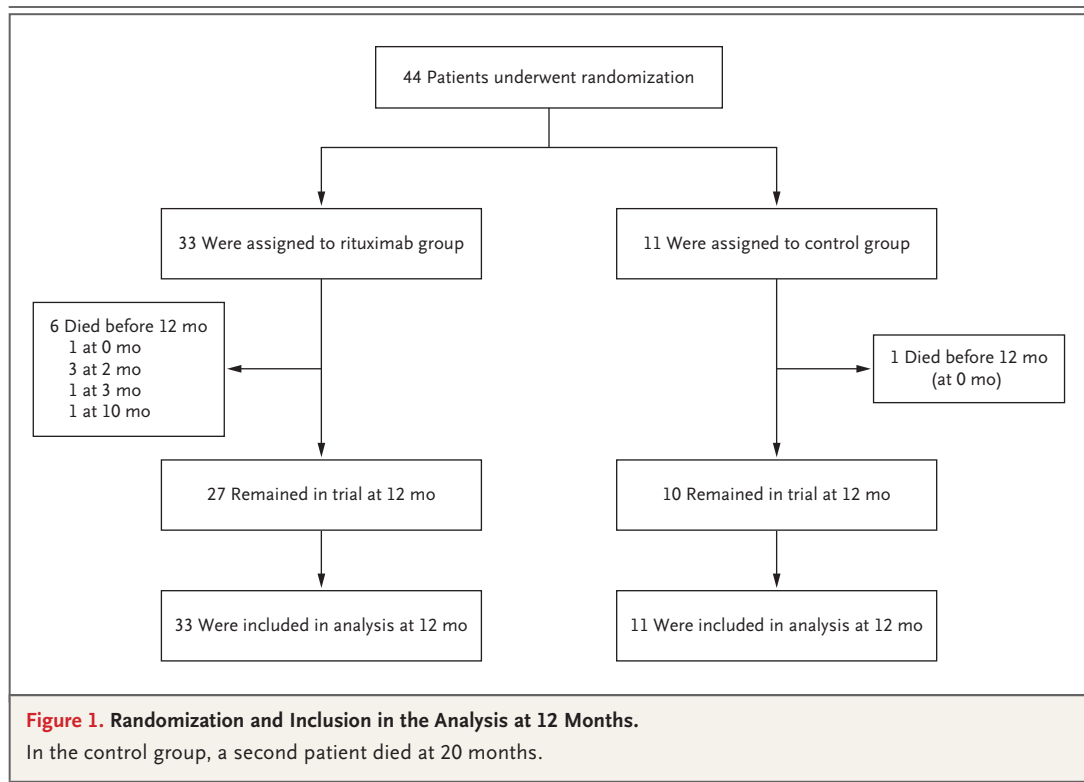 44 Patients underwent randomization
33 Were assigned to rituximab group
11 Were assigned to control group
6 Died before 12 mo
1 at 0 mo
3 at 2 mo
1 at 3 mo
1 at 10 mo
1 Died before 12 mo
(at 0 mo)
27 Remained in trial at 12 mo
10 Remained in trial at 12 mo
33 Were included in analysis at 12 mo
11 Were included in analysis at 12 mo
Figure 1. Randomization and Inclusion in the Analysis at 12 Months.
In the control group, a second patient died at 20 months.